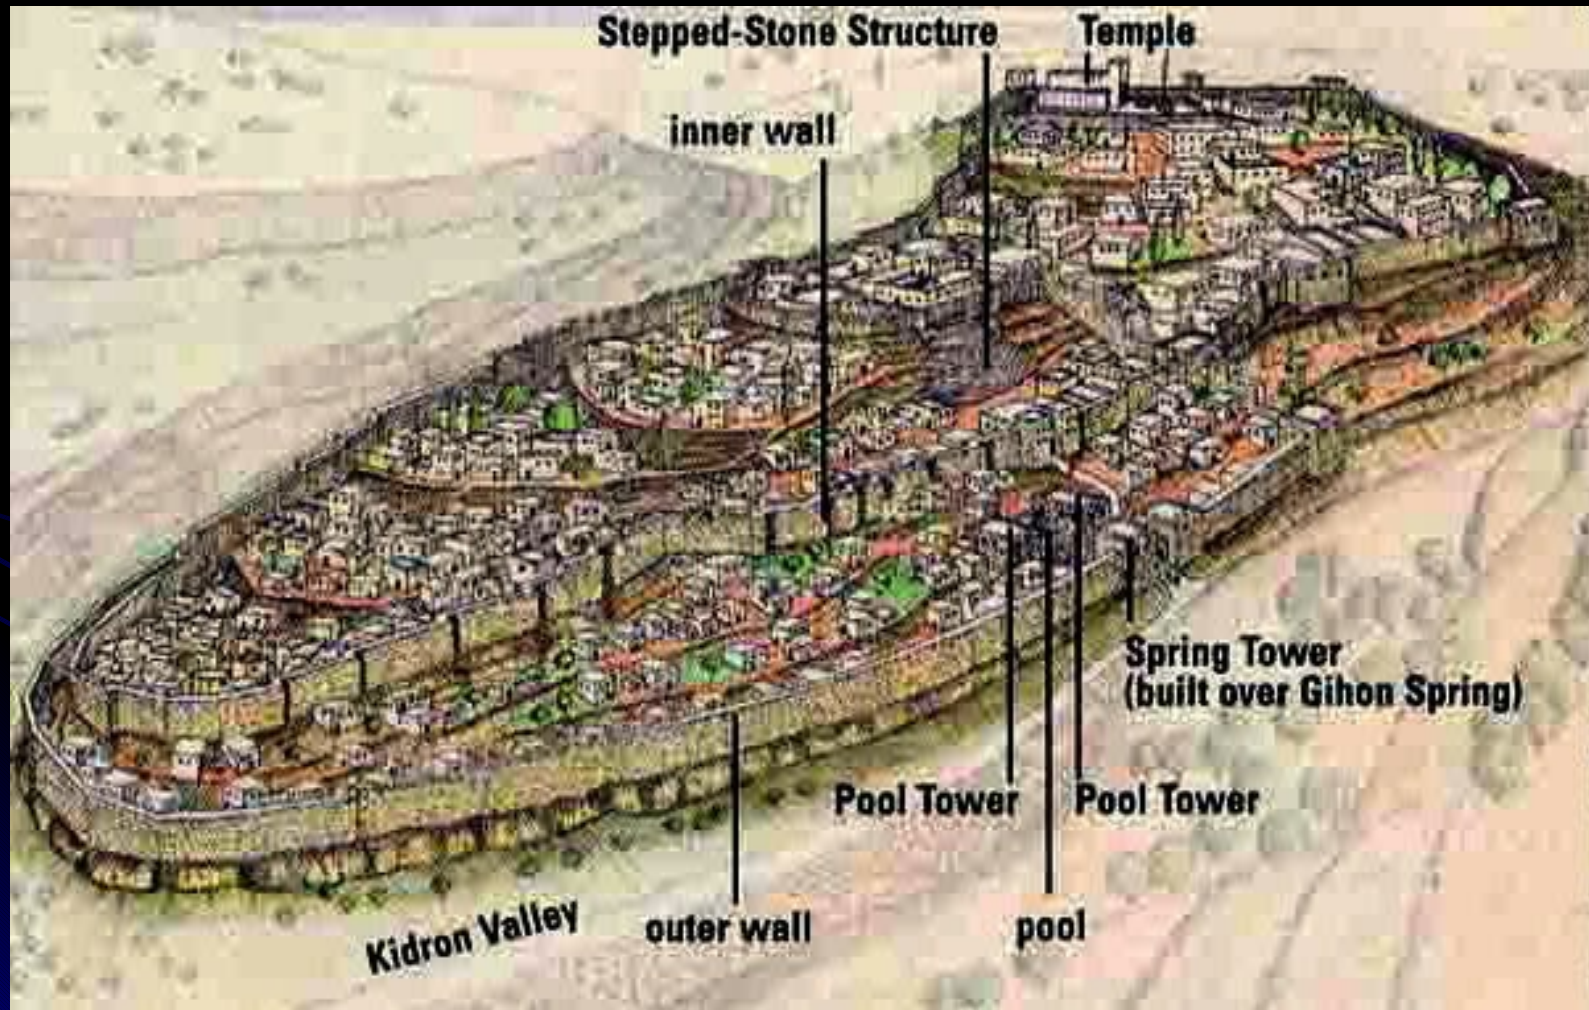 Stepped-Stone Structure
Temple
inner wall
Spring Tower
(built over Gihon Spring)
Pool Tower
Pool Tower
Kidron Valley
outer wall
pool